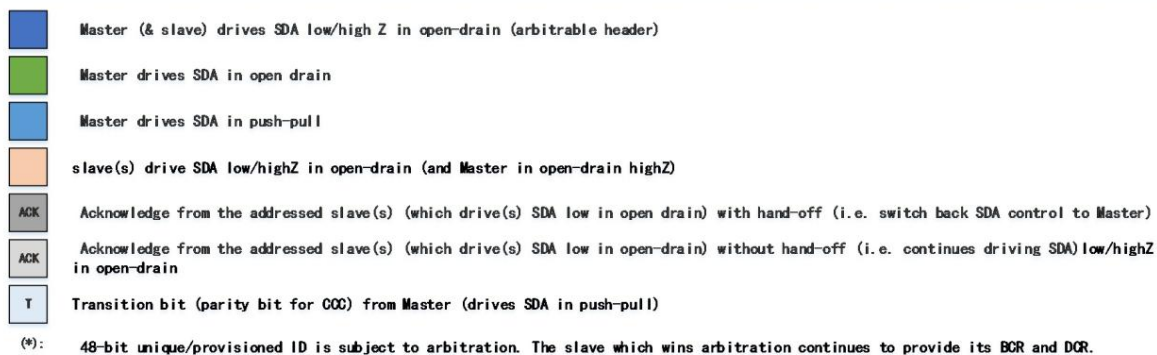 Master (& slave) drives SDA low/high Z in open-drain (arbitrable header)
Master drives SDA in open drain
Master drives SDA in push-pull
slave(s) drive SDA low/highZ in open-drain (and Master in open-drain highZ)
ACK Acknowledge from the addressed slave(s) (which drive(s) SDA low in open drain) with hand-off (i.e. switch back SDA control to Master)
ACK Acknowledge from the addressed slave(s) (which drive(s) SDA low in open-drain) without hand-off (i.e. continues driving SDA)low/highZ
in open-drain
T Transition bit (parity bit for CCC) from Master (drives SDA in push-pull)
(*): 48-bit unique/provisioned ID is subject to arbitration. The slave which wins arbitration continues to provide its BCR and DCR.